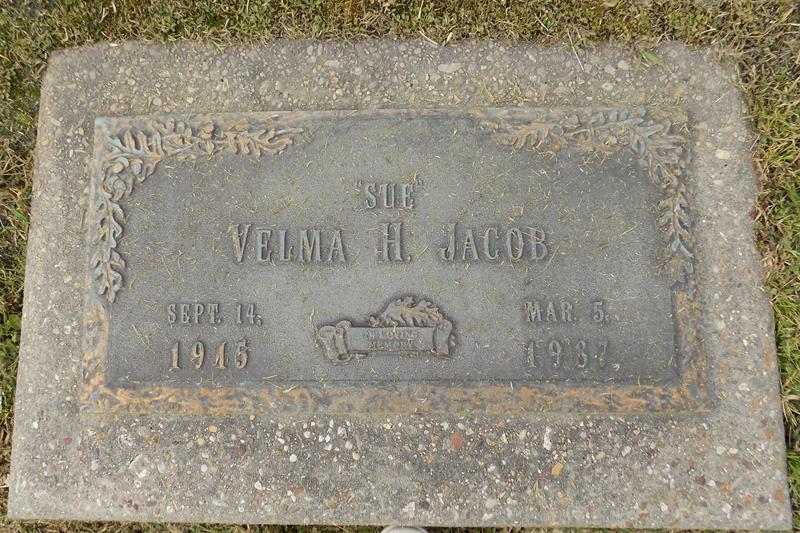 "SUE"
VELMA H. JACOB
SEPT. 14, MAR. 5,
1915 1987
IN LOVING
MEMORY